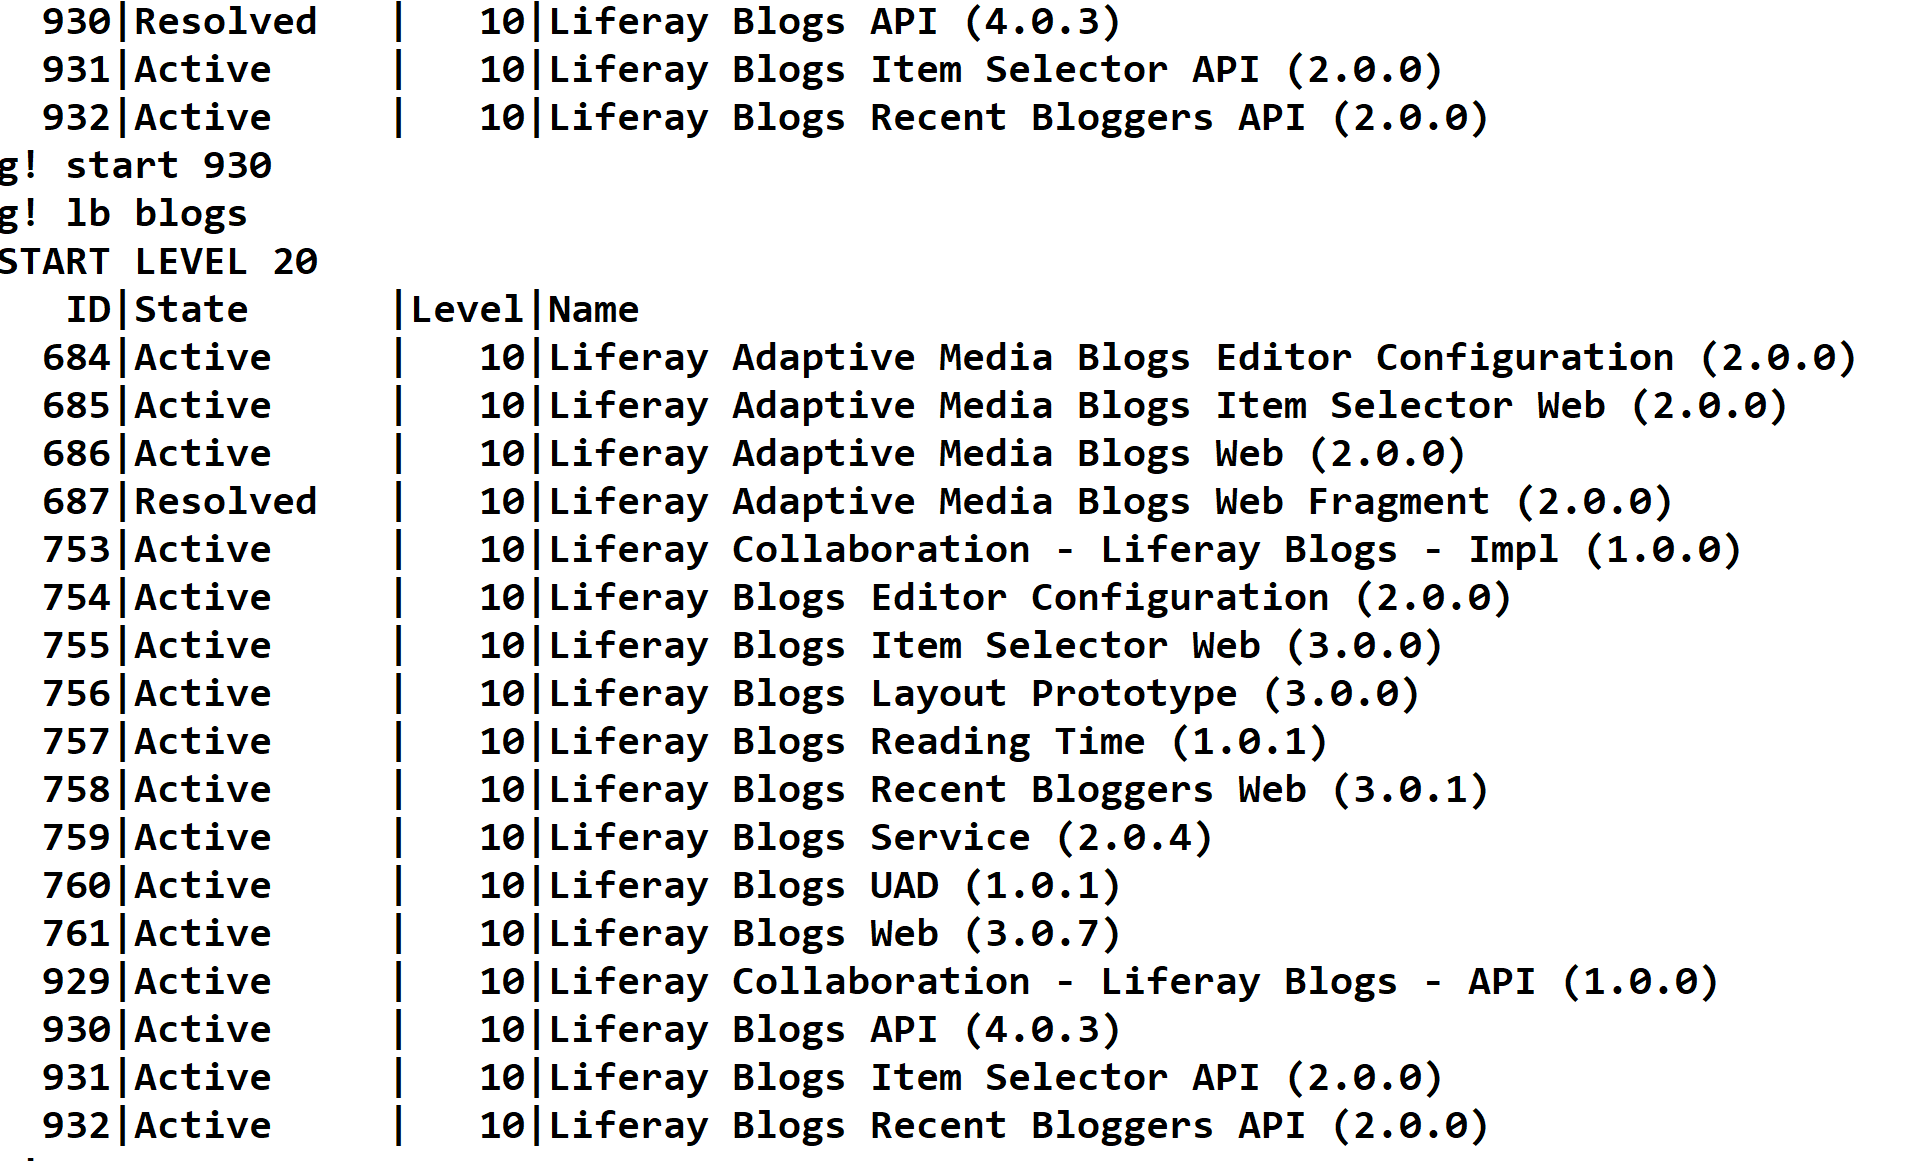 930|Resolved   |   10|Liferay Blogs API (4.0.3)
931|Active     |   10|Liferay Blogs Item Selector API (2.0.0)
932|Active     |   10|Liferay Blogs Recent Bloggers API (2.0.0)
g! start 930
g! lb blogs
START LEVEL 20
ID|State      |Level|Name
684|Active     |   10|Liferay Adaptive Media Blogs Editor Configuration (2.0.0)
685|Active     |   10|Liferay Adaptive Media Blogs Item Selector Web (2.0.0)
686|Active     |   10|Liferay Adaptive Media Blogs Web (2.0.0)
687|Resolved   |   10|Liferay Adaptive Media Blogs Web Fragment (2.0.0)
753|Active     |   10|Liferay Collaboration - Liferay Blogs - Impl (1.0.0)
754|Active     |   10|Liferay Blogs Editor Configuration (2.0.0)
755|Active     |   10|Liferay Blogs Item Selector Web (3.0.0)
756|Active     |   10|Liferay Blogs Layout Prototype (3.0.0)
757|Active     |   10|Liferay Blogs Reading Time (1.0.1)
758|Active     |   10|Liferay Blogs Recent Bloggers Web (3.0.1)
759|Active     |   10|Liferay Blogs Service (2.0.4)
760|Active     |   10|Liferay Blogs UAD (1.0.1)
761|Active     |   10|Liferay Blogs Web (3.0.7)
929|Active     |   10|Liferay Collaboration - Liferay Blogs - API (1.0.0)
930|Active     |   10|Liferay Blogs API (4.0.3)
931|Active     |   10|Liferay Blogs Item Selector API (2.0.0)
932|Active     |   10|Liferay Blogs Recent Bloggers API (2.0.0)